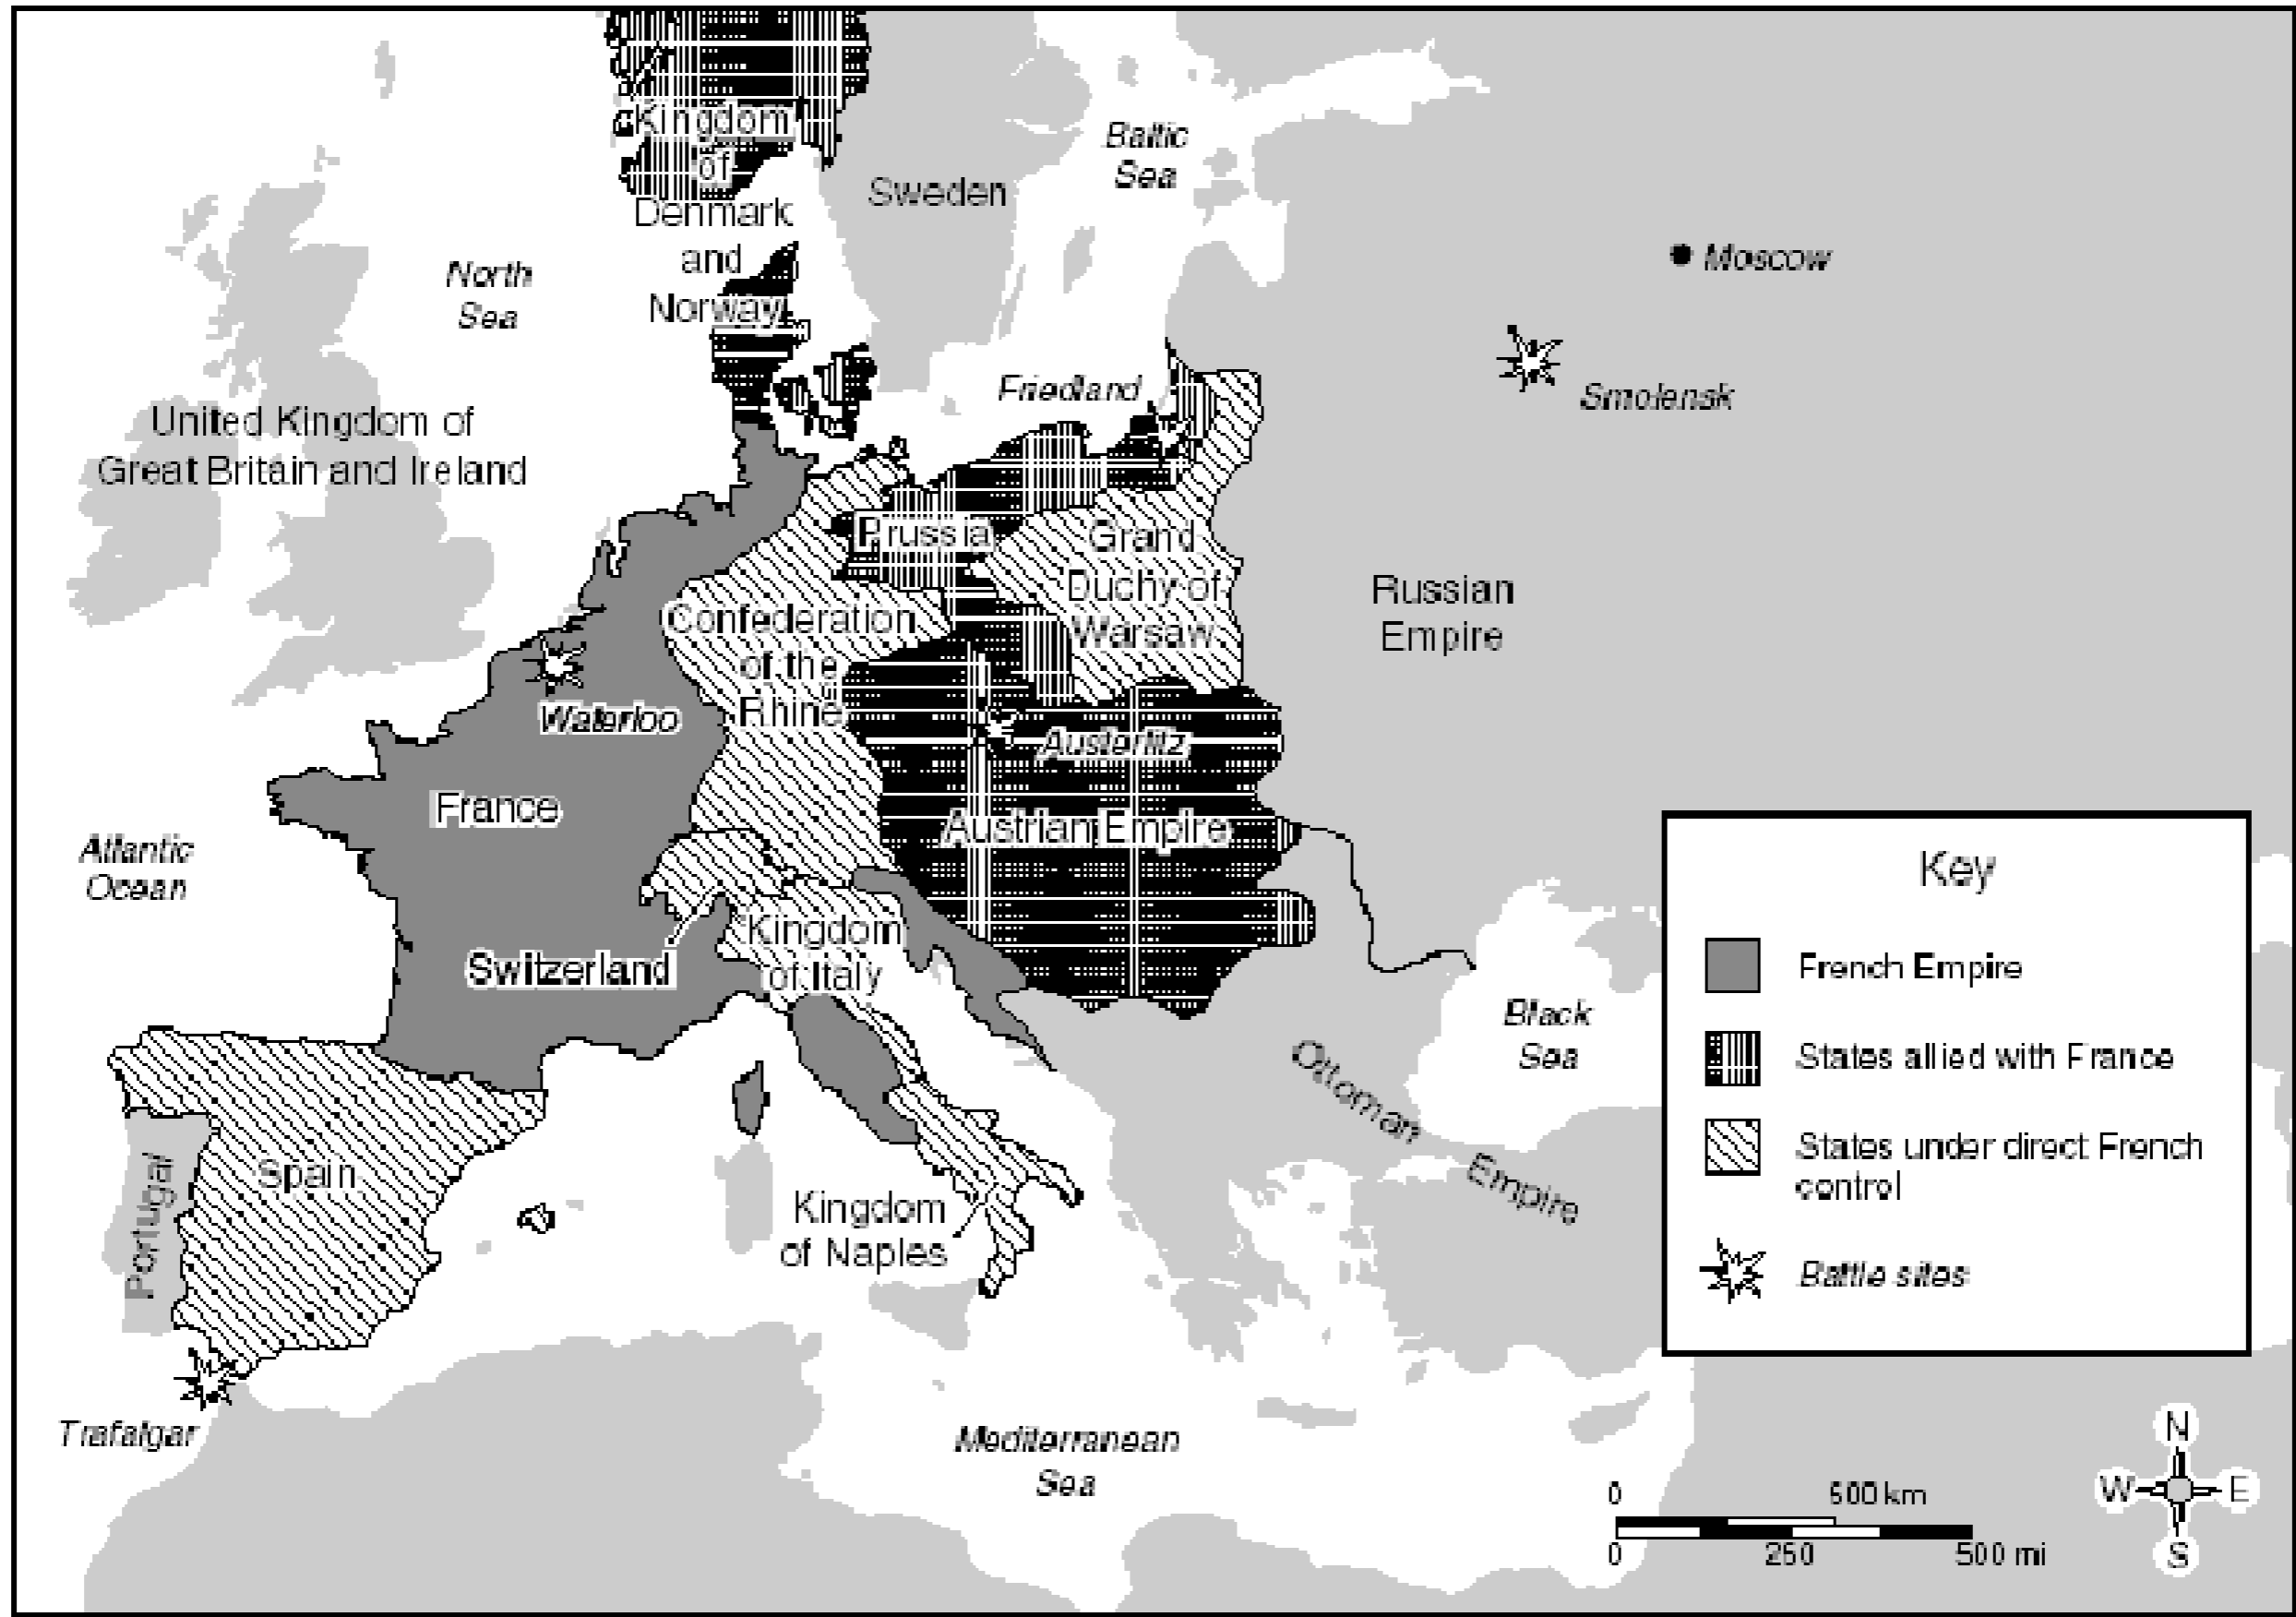 Kingdom
of
Denmark
and
Norway
Sweden
Baltic
Sea
North
Sea
Moscow
Smolensk
Friedland
United Kingdom of
Great Britain and Ireland
Prussia
Grand
Duchy of
Warsaw
Russian
Empire
Confederation
of the
Rhine
Waterloo
Austerlitz
France
Austrian Empire
Atlantic
Ocean
Switzerland
Kingdom
of Italy
Black
Sea
Ottoman
Empire
Portugal
Spain
Kingdom
of Naples
Trafalgar
Mediterranean
Sea
Key
French Empire
States allied with France
States under direct French
control
Battle sites
N
W E
S
0 500 km
0 250 500 mi